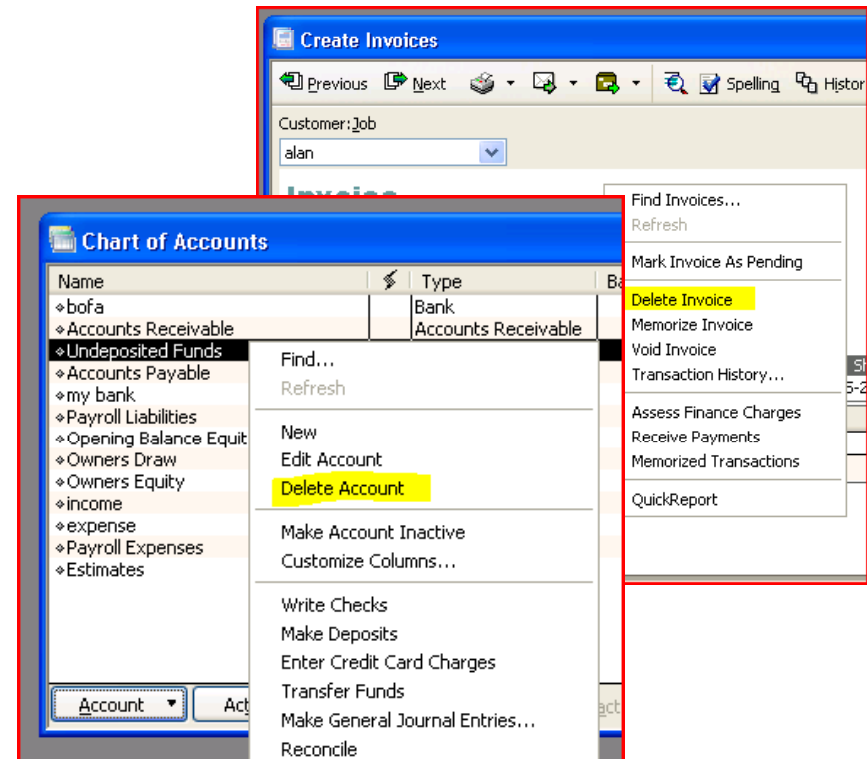 Create Invoices
Previous Next Spelling Histor
Customer:Job
alan
Invoice
Find Invoices...
Refresh
Mark Invoice As Pending
Delete Invoice
Memorize Invoice
Void Invoice
Transaction History...
Assess Finance Charges
Receive Payments
Memorized Transactions
QuickReport
Chart of Accounts
Name Type Ba
bofa Bank
Accounts Receivable Accounts Receivable
Undeposited Funds
Accounts Payable
my bank
Payroll Liabilities
Opening Balance Equit
Owners Draw
Owners Equity
income
expense
Payroll Expenses
Estimates
Find...
Refresh
New
Edit Account
Delete Account
Make Account Inactive
Customize Columns...
Write Checks
Make Deposits
Enter Credit Card Charges
Transfer Funds
Make General Journal Entries...
Reconcile
Account Act